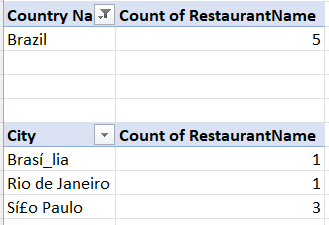 Country Na Count of RestaurantName
Brazil 5
City Count of RestaurantName
Brasí_lia 1
Rio de Janeiro 1
Sí£o Paulo 3